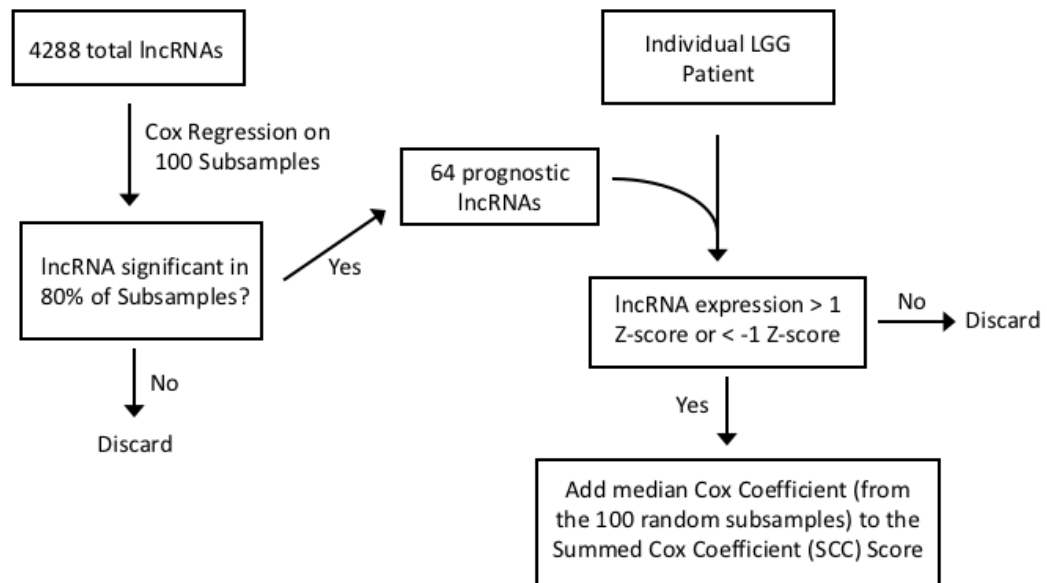 4288 total lncRNAs
Cox Regression on
100 Subsamples
lncRNA significant in
80% of Subsamples?
No
Discard
Yes
64 prognostic
lncRNAs
Individual LGG
Patient
lncRNA expression > 1
Z-score or < -1 Z-score
No
Discard
Yes
Add median Cox Coefficient (from
the 100 random subsamples) to the
Summed Cox Coefficient (SCC) Score